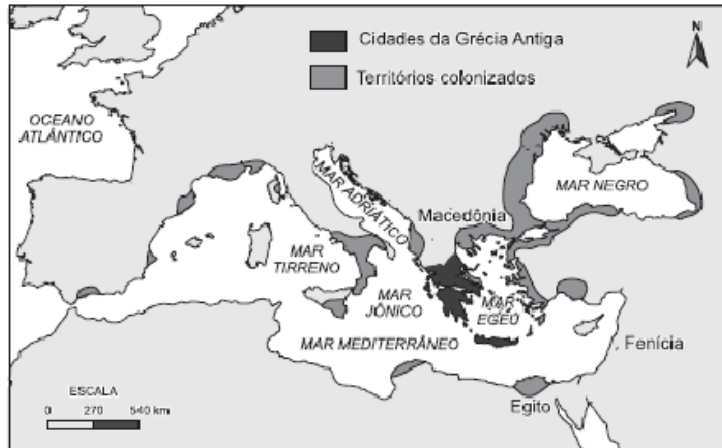 Cidades da Grécia Antiga
Territórios colonizados
N
OCEANO
ATLÂNTICO
MAR ADRIÁTICO
MAR NEGRO
Macedônia
MAR
TIRRENO
MAR
JÔNICO
MAR
EGEU
MAR MEDITERRÂNEO
Fenícia
Egito
ESCALA
0 270 540 km